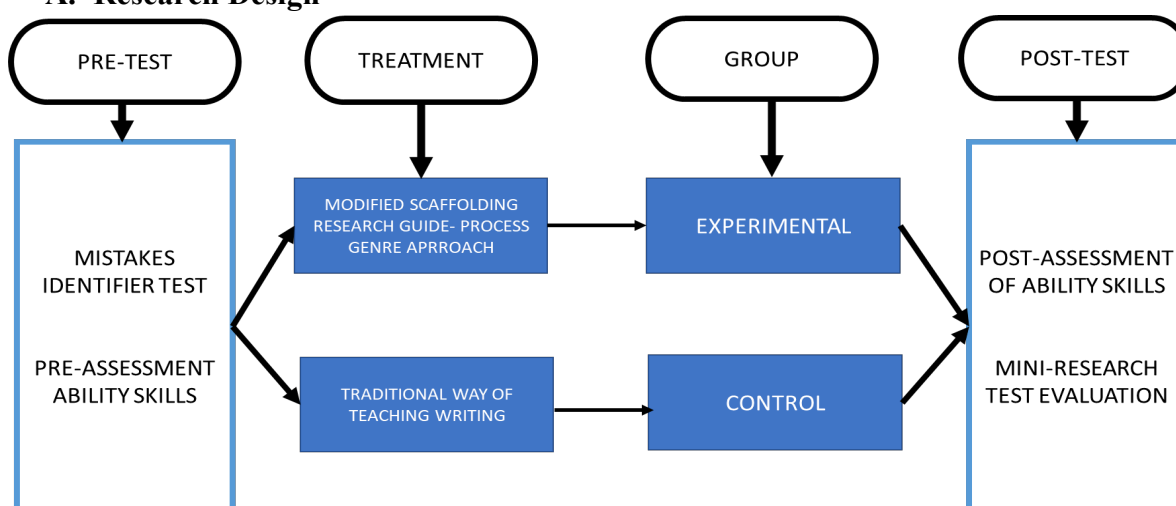 A. Research Design
PRE-TEST
TREATMENT
GROUP
POST-TEST
MISTAKES
IDENTIFIER TEST
PRE-ASSESSMENT
ABILITY SKILLS
MODIFIED SCAFFOLDING
RESEARCH GUIDE- PROCESS
GENRE APRROACH
EXPERIMENTAL
TRADITIONAL WAY OF
TEACHING WRITING
CONTROL
POST-ASSESSMENT
OF ABILITY SKILLS
MINI-RESEARCH
TEST EVALUATION